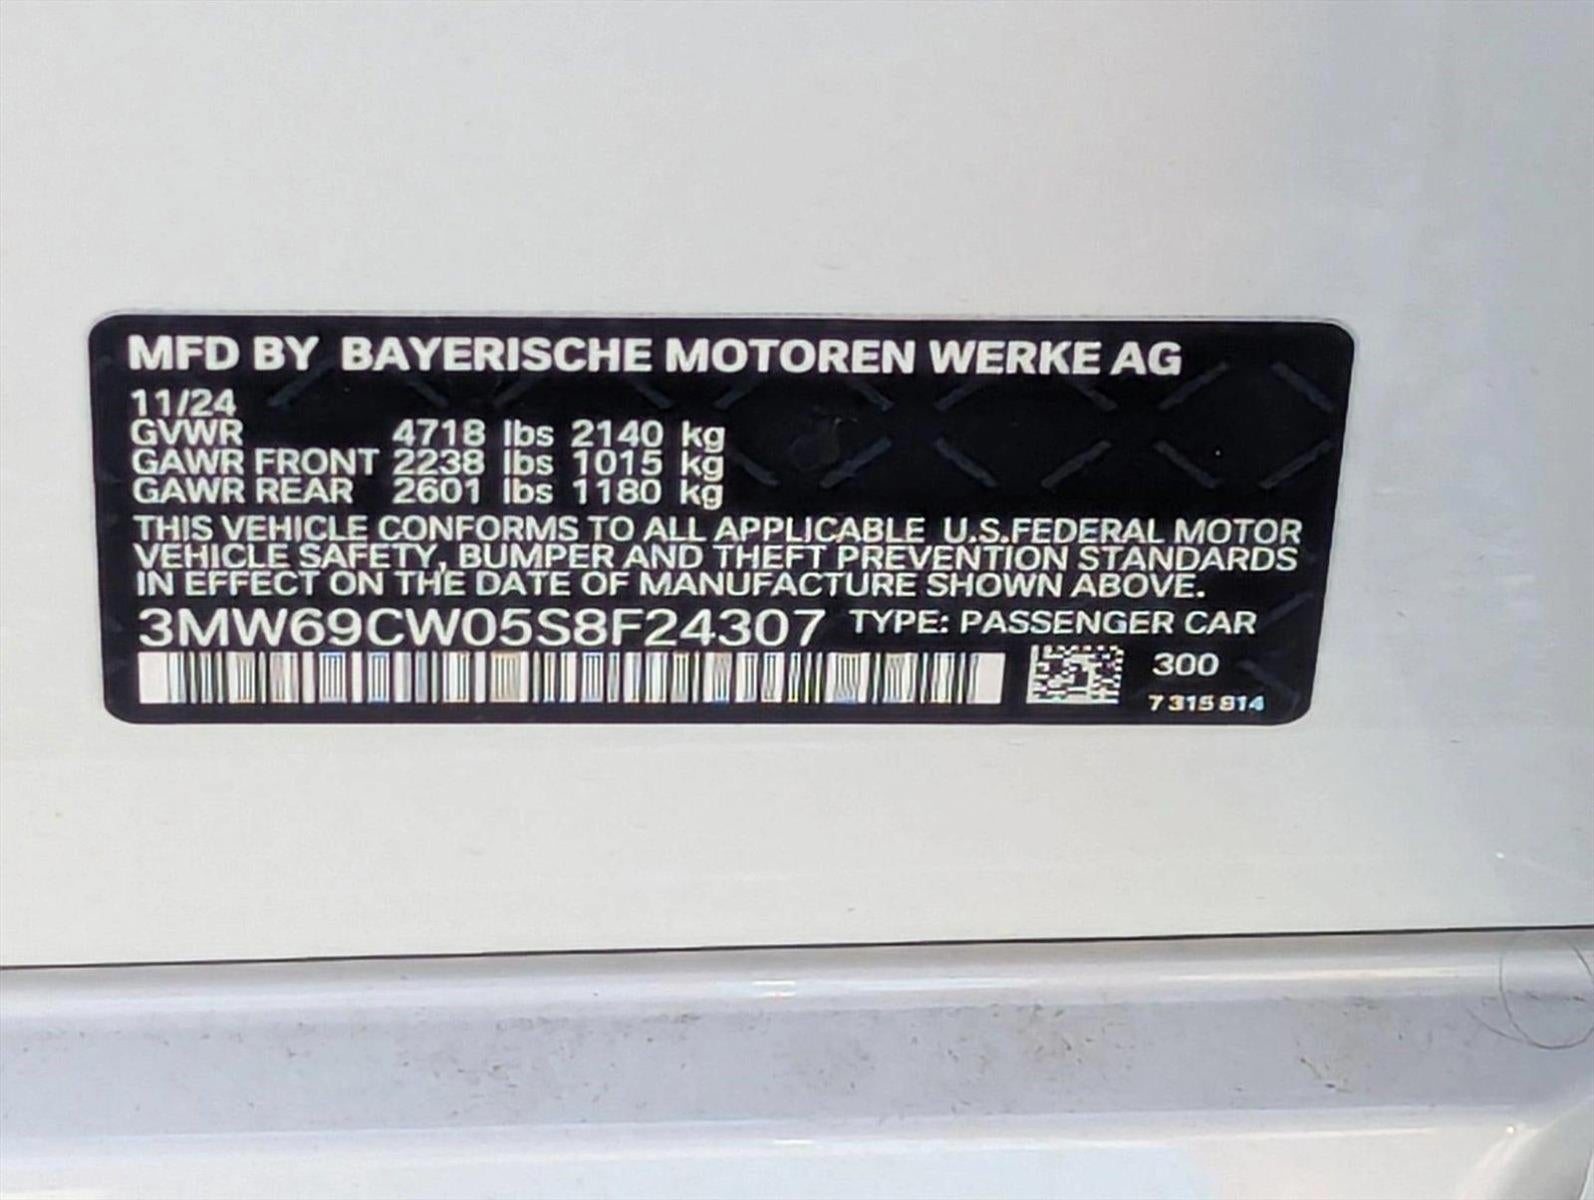 MFD BY BAYERISCHE MOTOREN WERKE AG
11/24
GVWR 4718 lbs 2140 kg
GAWR FRONT 2238 lbs 1015 kg
GAWR REAR 2601 lbs 1180 kg
THIS VEHICLE CONFORMS TO ALL APPLICABLE U.S.FEDERAL MOTOR
VEHICLE SAFETY, BUMPER AND THEFT PREVENTION STANDARDS
IN EFFECT ON THE DATE OF MANUFACTURE SHOWN ABOVE.
3MW69CW05S8F24307 TYPE: PASSENGER CAR
300
7 315 814